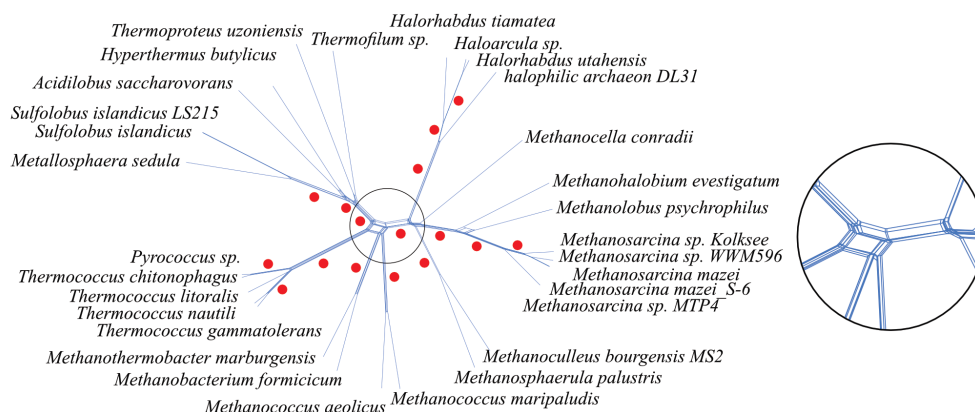 Halorhabdus tiamatea
Thermoproteus uzoniensis
Thermofilum sp.
Haloarcula sp.
Hyperthermus butylicus
Halorhabdus utahensis
halophilic archaeon DL31
Acidilobus saccharovorans
Sulfolobus islandicus LS215
Sulfolobus islandicus
Methanocella conradii
Metallosphaera sedula
Methanohalobium evestigatum
Methanolobus psychrophilus
Methanosarcina sp. Kolksee
Pyrococcus sp.
Methanosarcina sp. WWM596
Thermococcus chitonophagus
Methanosarcina mazei
Thermococcus litoralis
Methanosarcina mazei_S-6
Thermococcus nautili
Methanosarcina sp. MTP4
Thermococcus gammatolerans
Methanothermobacter marburgensis
Methanoculleus bourgensis MS2
Methanobacterium formicicum
Methanosphaerula palustris
Methanococcus aeolicus
Methanococcus maripaludis